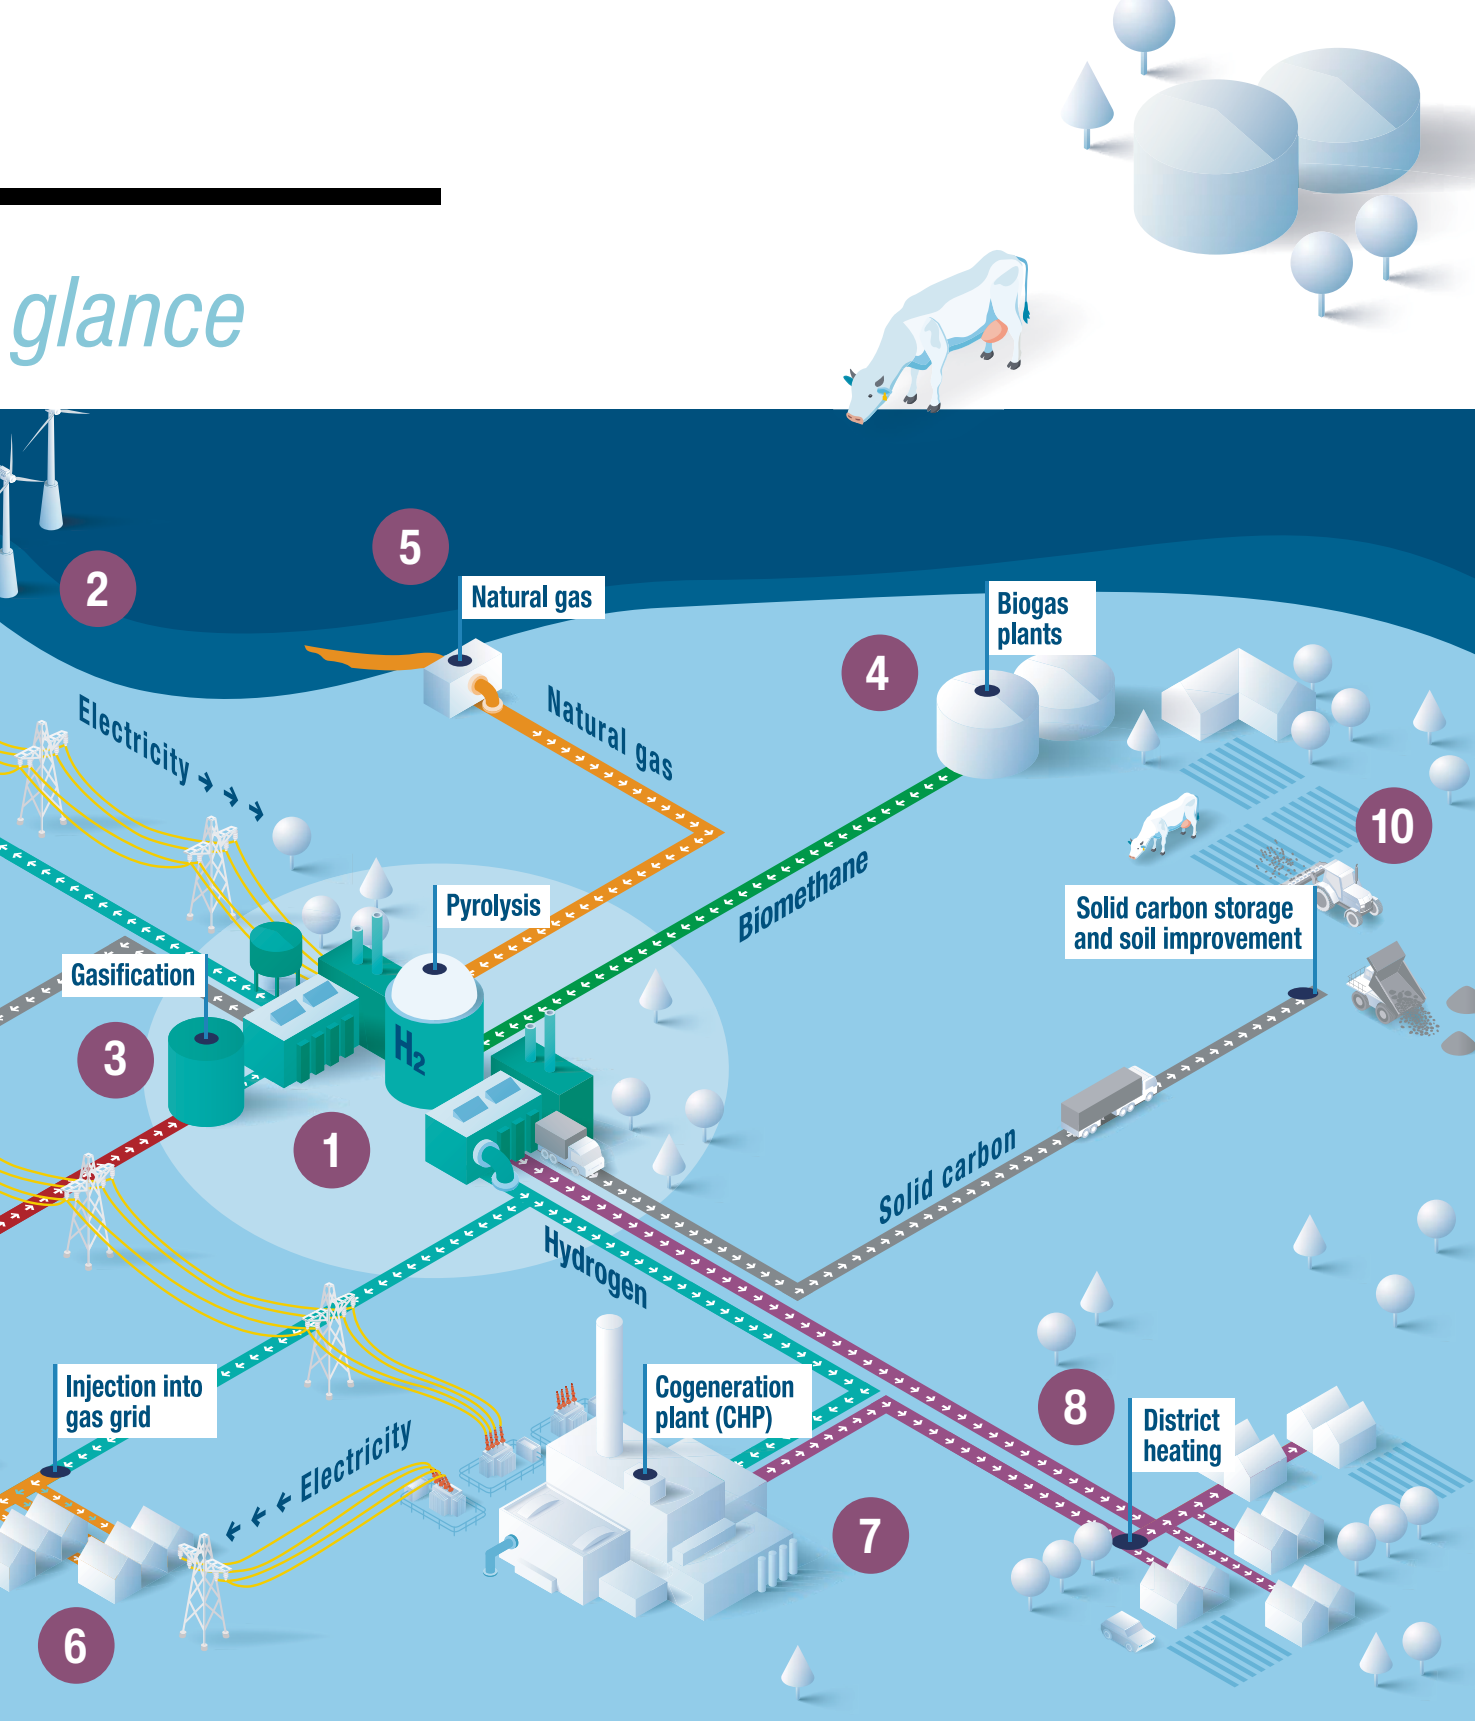 glance
5
2
Natural gas
Biogas
plants
4
Electricity
Natural gas
10
Pyrolysis
Biomethane
Solid carbon storage
and soil improvement
Gasification
3
H2
1
Solid carbon
Hydrogen
Injection into
gas grid
Cogeneration
plant (CHP)
8
District
heating
Electricity
7
6